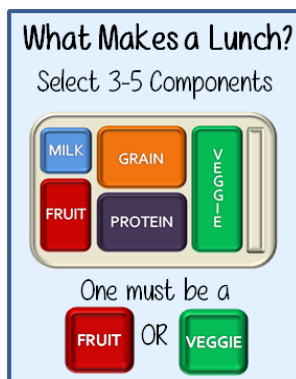 What Makes a Lunch?
Select 3-5 Components
MILK
GRAIN
VEGGIE
FRUIT
PROTEIN
One must be a
FRUIT OR VEGGIE